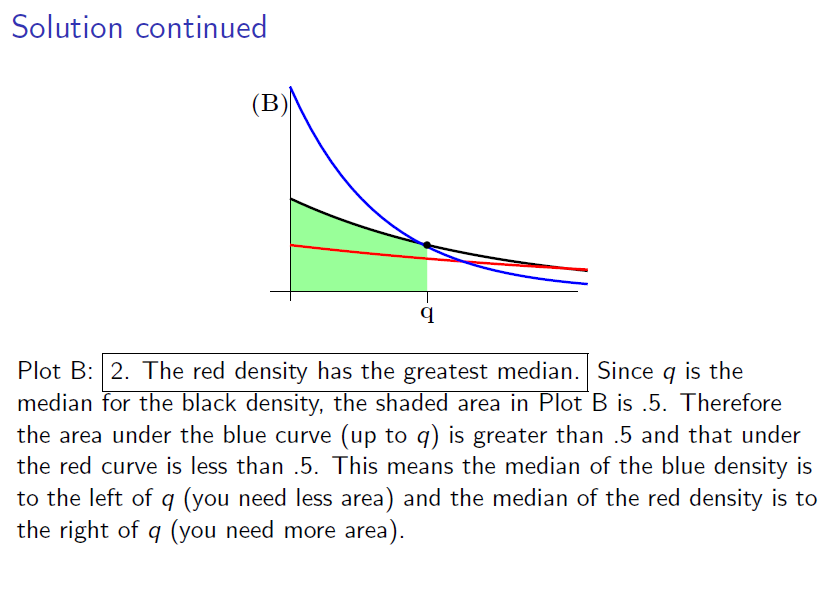 Solution continued
(B)
q
Plot B: 2. The red density has the greatest median. Since q is the
median for the black density, the shaded area in Plot B is .5. Therefore
the area under the blue curve (up to q) is greater than .5 and that under
the red curve is less than .5. This means the median of the blue density is
to the left of q (you need less area) and the median of the red density is to
the right of q (you need more area).